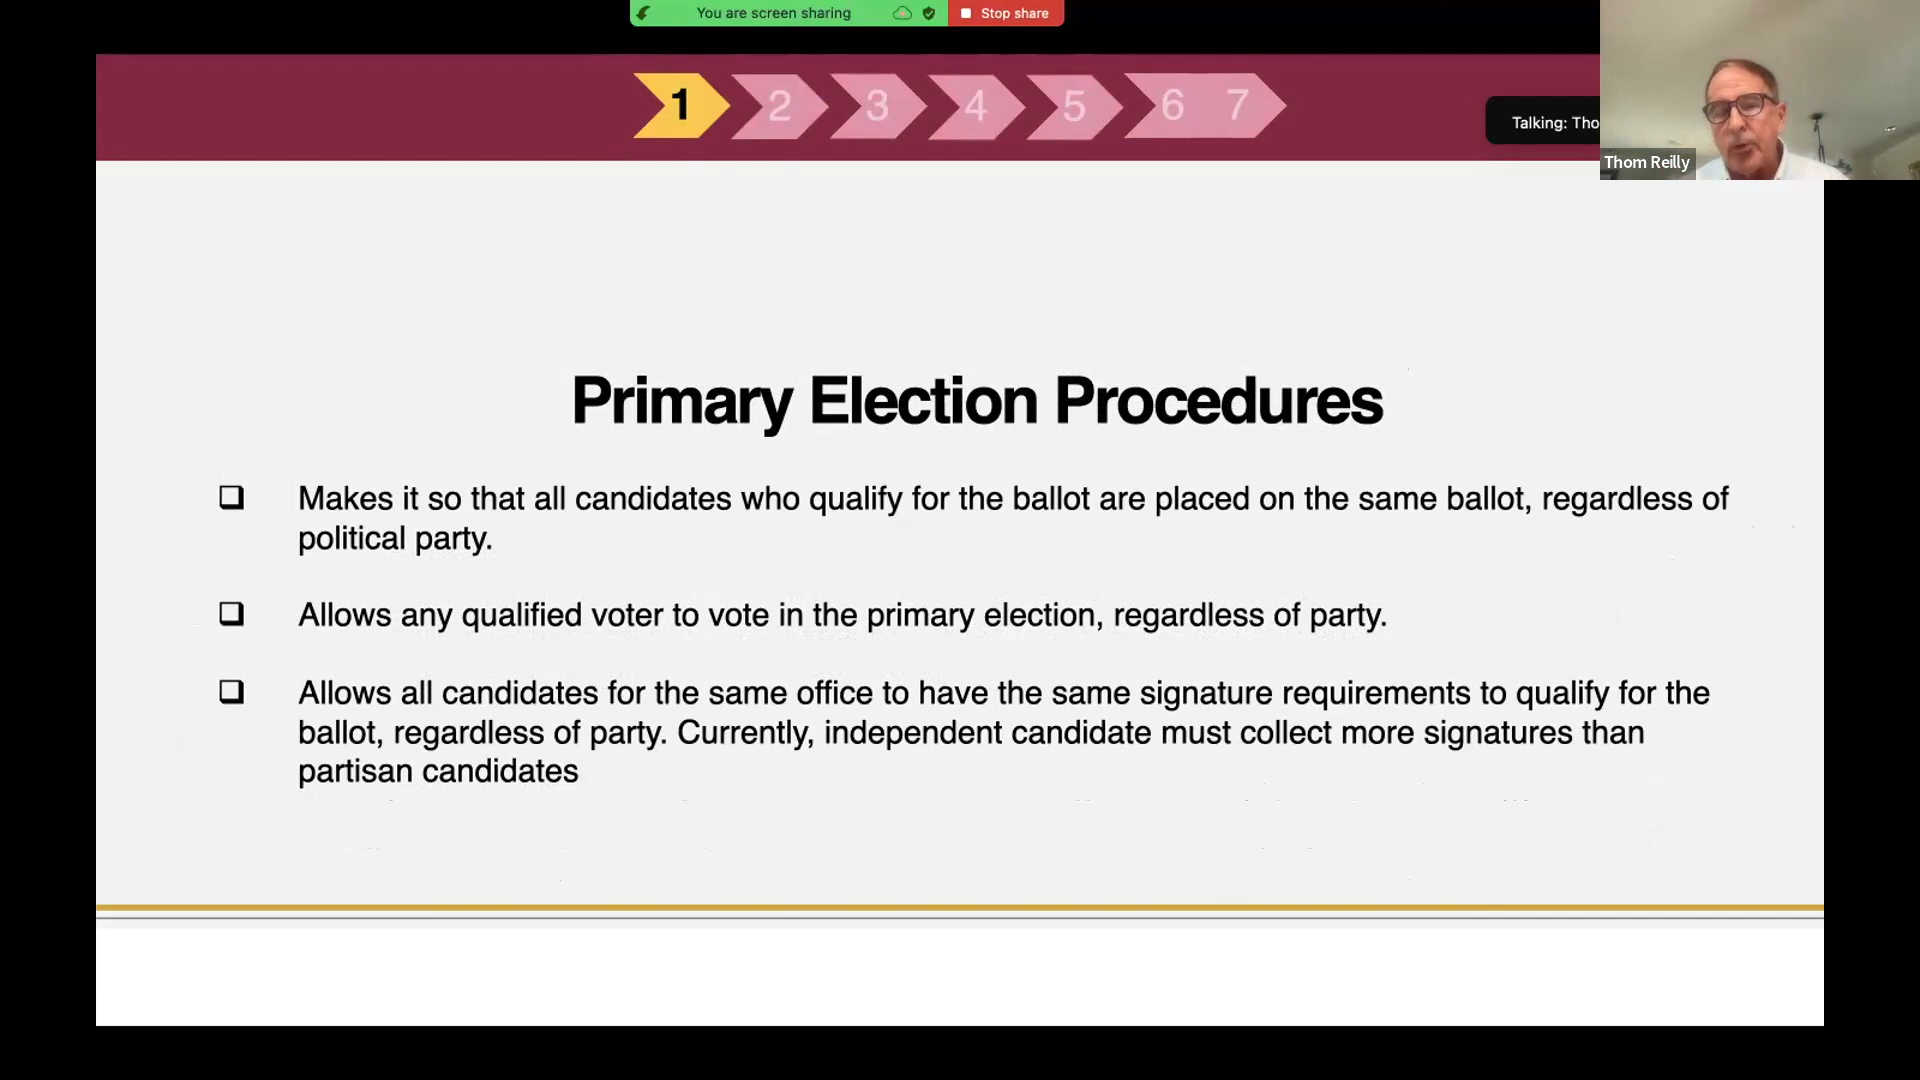 You are screen sharing
Stop share
1 2 3 4 5 6 7
Talking: Tho
Thom Reilly
Primary Election Procedures
Makes it so that all candidates who qualify for the ballot are placed on the same ballot, regardless of
political party.
Allows any qualified voter to vote in the primary election, regardless of party.
Allows all candidates for the same office to have the same signature requirements to qualify for the
ballot, regardless of party. Currently, independent candidate must collect more signatures than
partisan candidates